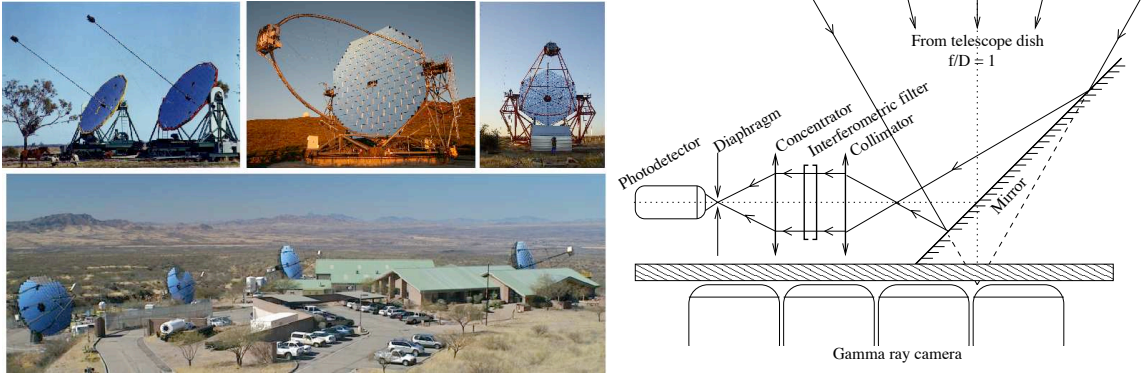 From telescope dish
f/D = 1
Photodetector
Diaphragm
Concentrator
Interferometric filter
Collimator
Mirror
Gamma ray camera